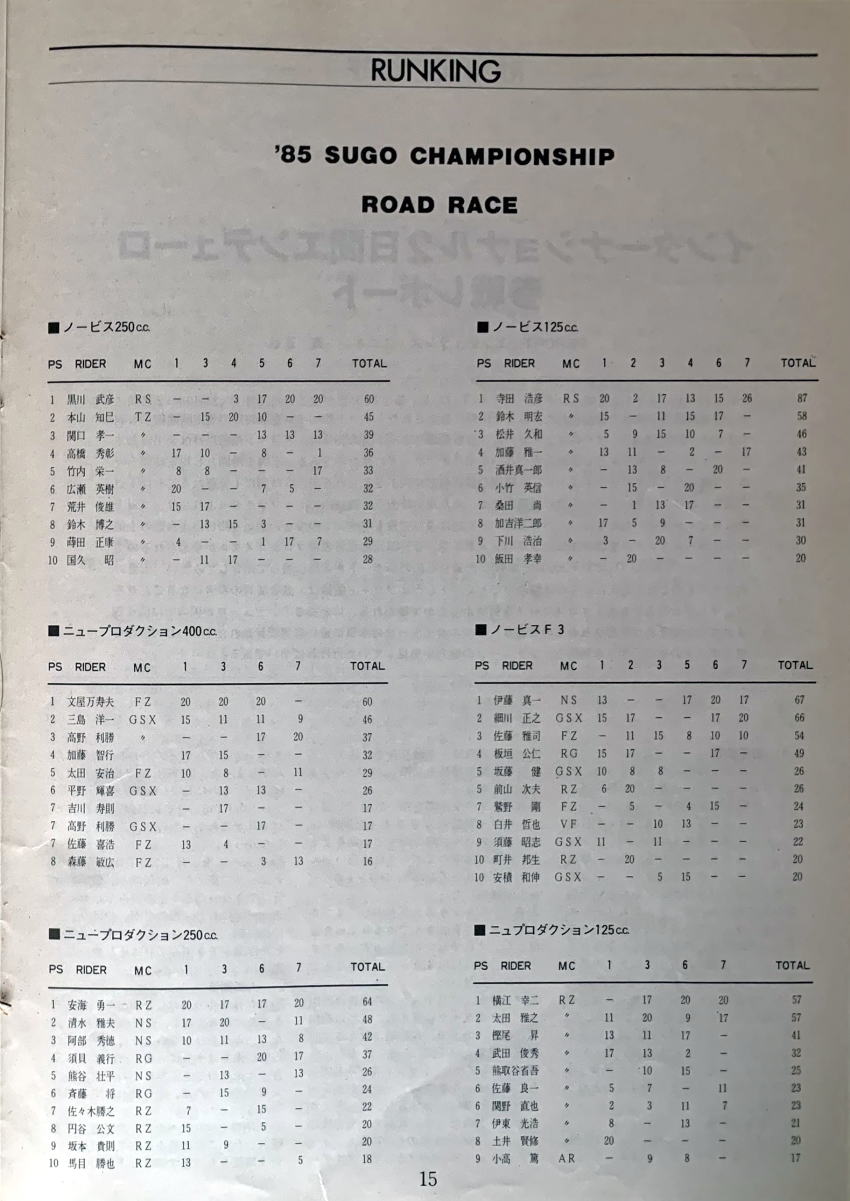 RUNKING
'85 SUGO CHAMPIONSHIP
ROAD RACE
■ノービス250c.c.
PS RIDER MC 1 3 4 5 6 7 TOTAL
1 黒川 武彦 RS — — 3 17 20 20 60
2 本山 知巳 TZ — 15 20 10 — — 45
3 関口 孝一 〃 — — — 13 13 13 39
4 高橋 秀彰 〃 17 10 — 8 — 1 36
5 竹内 栄一 〃 8 8 — — — 17 33
6 広瀬 英樹 〃 20 — — 7 5 — 32
7 荒井 俊雄 〃 15 17 — — — — 32
8 鈴木 博之 〃 — 13 15 3 — — 31
9 蒔田 正康 〃 4 — — 1 17 7 29
10 国久 昭 〃 — 11 17 — — — 28
■ノービス125c.c.
PS RIDER MC 1 2 3 4 6 7 TOTAL
1 寺田 浩彦 RS 20 2 17 13 15 26 87
2 鈴木 明宏 〃 15 — 11 15 17 — 58
3 松井 久和 〃 5 9 15 10 7 — 46
4 加藤 雅一 〃 13 11 — 2 — 17 43
5 酒井真一郎 〃 — 13 8 — 20 — 41
6 小竹 英信 〃 — 15 — 20 — — 35
7 桑田 尚 〃 — 1 13 17 — — 31
8 加吉洋二郎 〃 17 5 9 — — — 31
9 下川 浩治 〃 3 — 20 7 — — 30
10 飯田 孝幸 〃 — 20 — — — — 20
■ニュープロダクション400c.c.
PS RIDER MC 1 3 6 7 TOTAL
1 文屋万寿夫 FZ 20 20 20 — 60
2 三島 洋一 GSX 15 11 11 9 46
3 高野 利勝 〃 — — 17 20 37
4 加藤 智行 17 15 — — 32
5 太田 安治 FZ 10 8 — 11 29
6 平野 輝喜 GSX — 13 13 — 26
7 吉川 寿則 — 17 — — 17
7 高野 利勝 GSX — — 17 — 17
7 佐藤 喜浩 FZ 13 4 — — 17
8 森藤 敏広 FZ — — 3 13 16
■ノービスF3
PS RIDER MC 1 2 3 5 6 7 TOTAL
1 伊藤 真一 NS 13 — — 17 20 17 67
2 細川 正之 GSX 15 17 — — 17 20 66
3 佐藤 雅司 FZ — 11 15 8 10 10 54
4 板垣 公仁 RG 15 17 — — 17 — 49
5 坂藤 健 GSX 10 8 8 — — — 26
5 前山 次夫 RZ 6 20 — — — — 26
7 鷲野 剛 FZ — 5 — 4 15 — 24
8 白井 哲也 VF — — 10 13 — — 23
9 須藤 昭志 GSX 11 — 11 — — — 22
10 町井 邦生 RZ — 20 — — — — 20
10 安積 和伸 GSX — — 5 15 — — 20
■ニュープロダクション250c.c.
PS RIDER MC 1 3 6 7 TOTAL
1 安海 勇一 RZ 20 17 17 20 64
2 清水 雅夫 NS 17 20 — 11 48
3 阿部 秀徳 NS 10 11 13 8 42
4 須貝 義行 RG — — 20 17 37
5 熊谷 壮平 NS — 13 — 13 26
6 斉藤 将 RG — 15 9 — 24
7 佐々木勝之 RZ 7 — 15 — 22
8 円谷 公文 RZ 15 — 5 — 20
9 坂本 貴則 RZ 11 9 — — 20
10 馬目 勝也 RZ 13 — — 5 18
■ニュプロダクション125c.c.
PS RIDER MC 1 3 6 7 TOTAL
1 横江 幸二 RZ — 17 20 20 57
2 太田 雅之 〃 11 20 9 17 57
3 樫尾 昇 〃 13 11 17 — 41
4 武田 俊秀 〃 17 13 2 — 32
5 熊取谷省吾 〃 — 10 15 — 25
6 佐藤 良一 〃 5 7 — 11 23
6 関野 直也 〃 2 3 11 7 23
7 伊東 光浩 〃 8 — 13 — 21
8 土井 賢修 〃 20 — — — 20
9 小高 篤 AR — 9 8 — 17
15